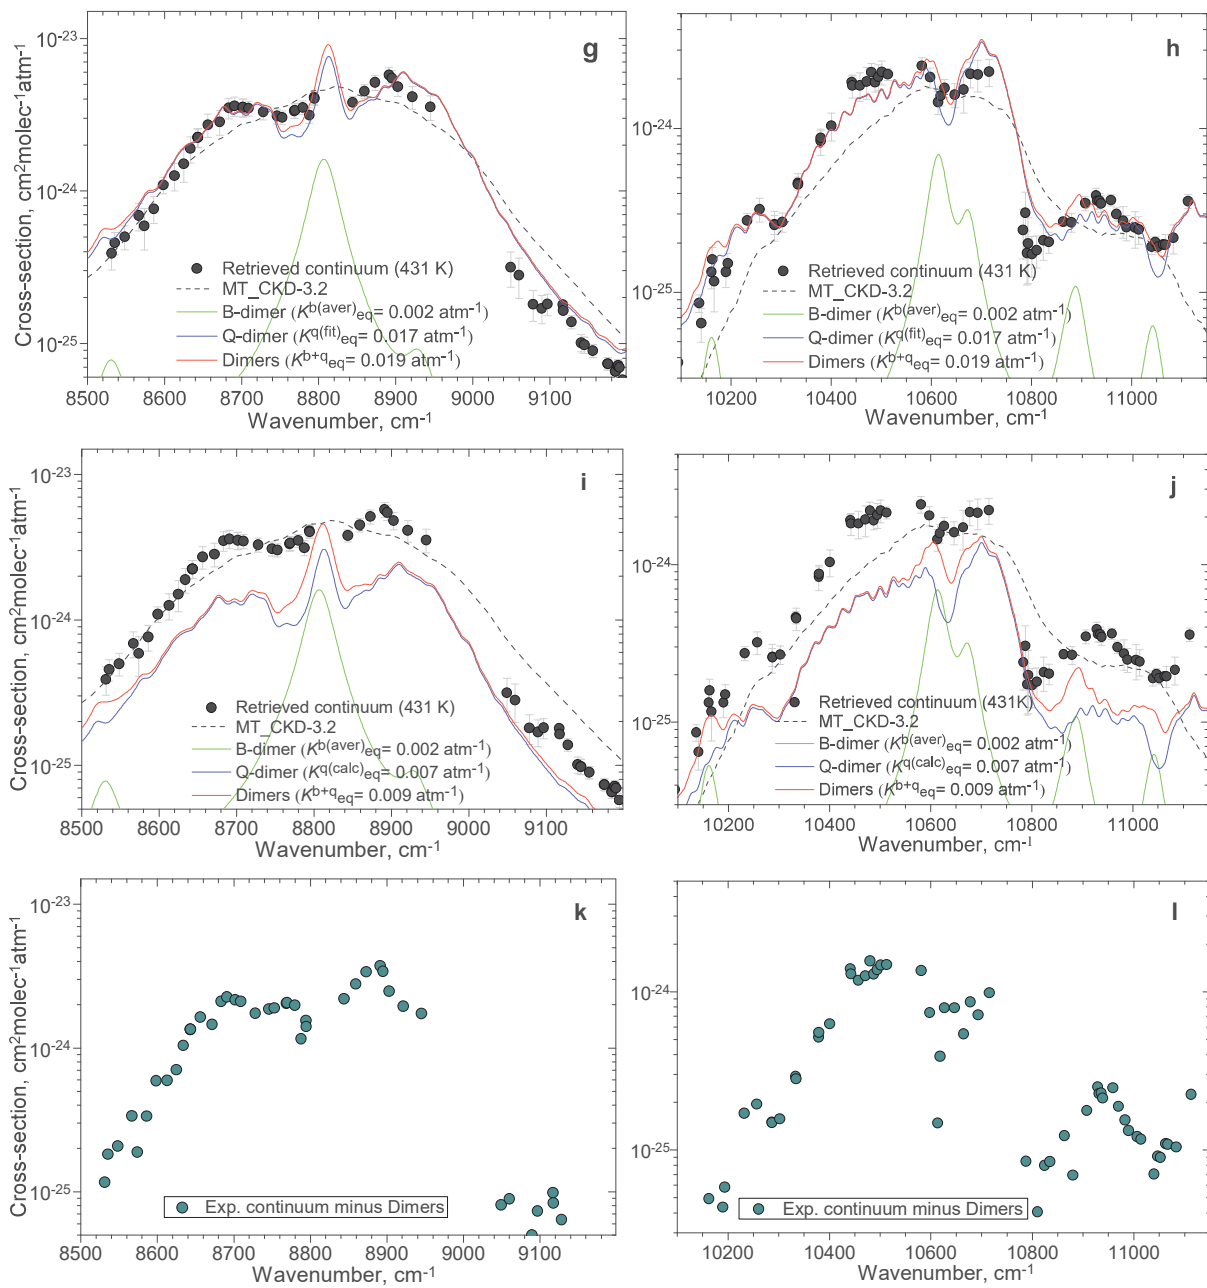 g
10⁻²³
10⁻²⁴
10⁻²⁵
Cross-section, cm²molec⁻¹atm⁻¹
Retrieved continuum (431 K)
MT_CKD-3.2
B-dimer (K^b(aver)_eq= 0.002 atm⁻¹)
Q-dimer (K^q(fit)_eq= 0.017 atm⁻¹)
Dimers (K^b+q_eq= 0.019 atm⁻¹)
8500 8600 8700 8800 8900 9000 9100
Wavenumber, cm⁻¹
h
10⁻²⁴
10⁻²⁵
Retrieved continuum (431 K)
MT_CKD-3.2
B-dimer (K^b(aver)_eq= 0.002 atm⁻¹)
Q-dimer (K^q(fit)_eq= 0.017 atm⁻¹)
Dimers (K^b+q_eq= 0.019 atm⁻¹)
10200 10400 10600 10800 11000
Wavenumber, cm⁻¹
i
10⁻²³
10⁻²⁴
10⁻²⁵
Cross-section, cm²molec⁻¹atm⁻¹
Retrieved continuum (431 K)
MT_CKD-3.2
B-dimer (K^b(aver)_eq= 0.002 atm⁻¹)
Q-dimer (K^q(calc)_eq= 0.007 atm⁻¹)
Dimers (K^b+q_eq= 0.009 atm⁻¹)
8500 8600 8700 8800 8900 9000 9100
Wavenumber, cm⁻¹
j
10⁻²⁴
10⁻²⁵
Retrieved continuum (431K)
MT_CKD-3.2
B-dimer (K^b(aver)_eq= 0.002 atm⁻¹)
Q-dimer (K^q(calc)_eq= 0.007 atm⁻¹)
Dimers (K^b+q_eq= 0.009 atm⁻¹)
10200 10400 10600 10800 11000
Wavenumber, cm⁻¹
k
10⁻²³
10⁻²⁴
10⁻²⁵
Cross-section, cm²molec⁻¹atm⁻¹
Exp. continuum minus Dimers
8500 8600 8700 8800 8900 9000 9100
Wavenumber, cm⁻¹
l
10⁻²⁴
10⁻²⁵
Exp. continuum minus Dimers
10200 10400 10600 10800 11000
Wavenumber, cm⁻¹